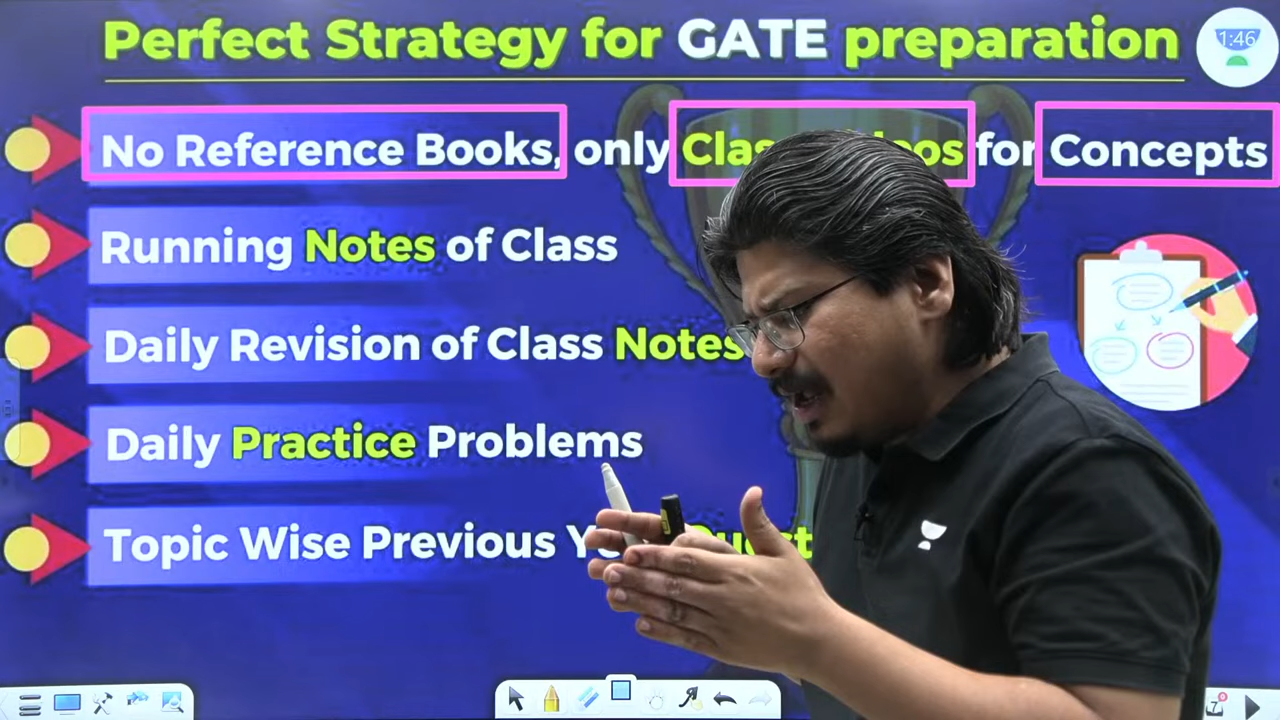 Perfect Strategy for GATE preparation
1:46
No Reference Books, only for Concepts
Running Notes of Class
Daily Revision of Class Notes
Daily Practice Problems
Topic Wise Previous
7